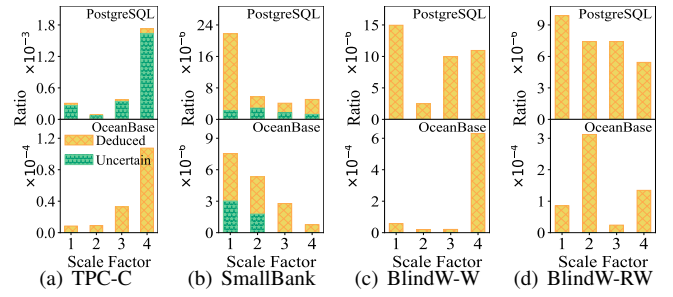 PostgreSQL
PostgreSQL
PostgreSQL
PostgreSQL
Ratio ×10⁻³
1.8
1.2
0.6
0.0
Ratio ×10⁻⁶
24
16
8
0
Ratio ×10⁻⁶
15
10
5
0
Ratio ×10⁻⁶
9
6
3
0
OceanBase
OceanBase
OceanBase
OceanBase
Deduced
Uncertain
×10⁻⁴
1.2
0.8
0.4
0.0
×10⁻⁶
9
6
3
0
×10⁻⁴
6
4
2
0
×10⁻⁴
3
2
1
0
1 2 3 4
1 2 3 4
1 2 3 4
1 2 3 4
Scale Factor
Scale Factor
Scale Factor
Scale Factor
(a) TPC-C
(b) SmallBank
(c) BlindW-W
(d) BlindW-RW